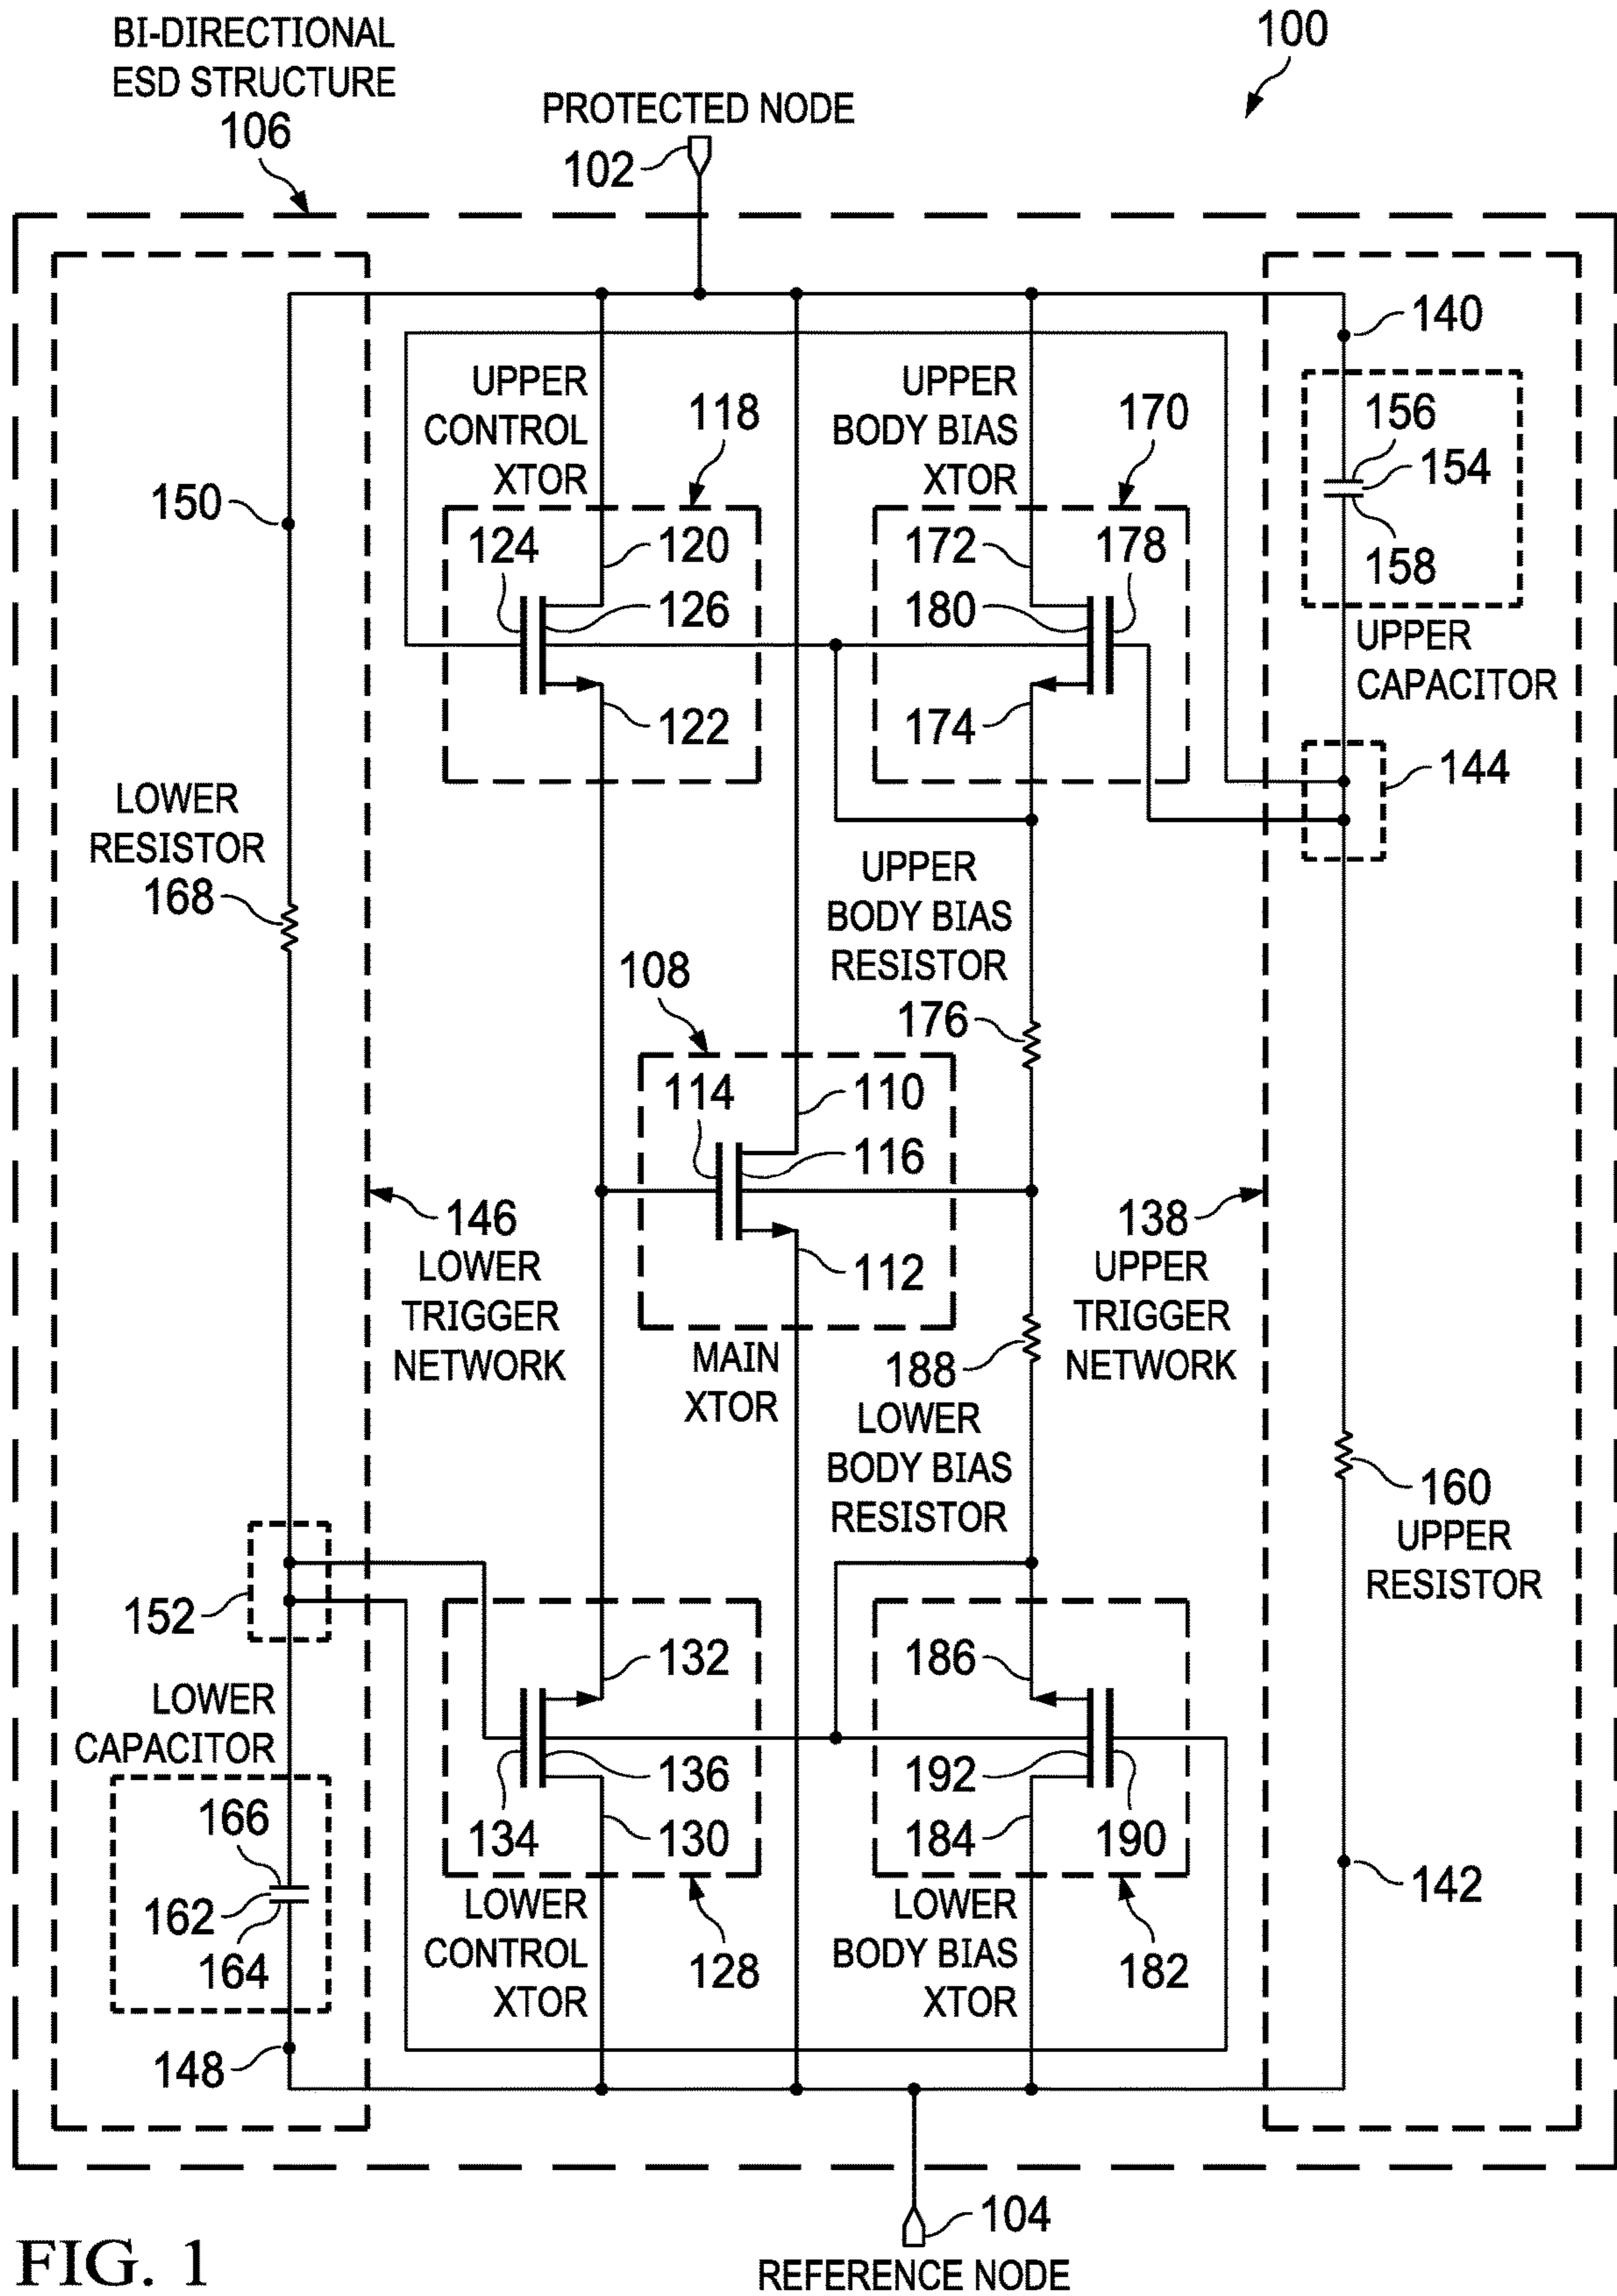 BI-DIRECTIONAL
ESD STRUCTURE
106
100
PROTECTED NODE
102
140
UPPER
CONTROL
XTOR
118
UPPER
BODY BIAS
XTOR
170
156
154
158
UPPER
CAPACITOR
150
124
120
126
122
172
178
180
174
144
LOWER
RESISTOR
168
UPPER
BODY BIAS
RESISTOR
176
108
114
110
116
112
MAIN
XTOR
146
LOWER
TRIGGER
NETWORK
138
UPPER
TRIGGER
NETWORK
188
LOWER
BODY BIAS
RESISTOR
160
UPPER
RESISTOR
152
132
136
134
130
186
192
184
190
LOWER
CAPACITOR
166
162
164
148
142
LOWER
CONTROL
XTOR
128
LOWER
BODY BIAS
XTOR
182
104
REFERENCE NODE
FIG. 1